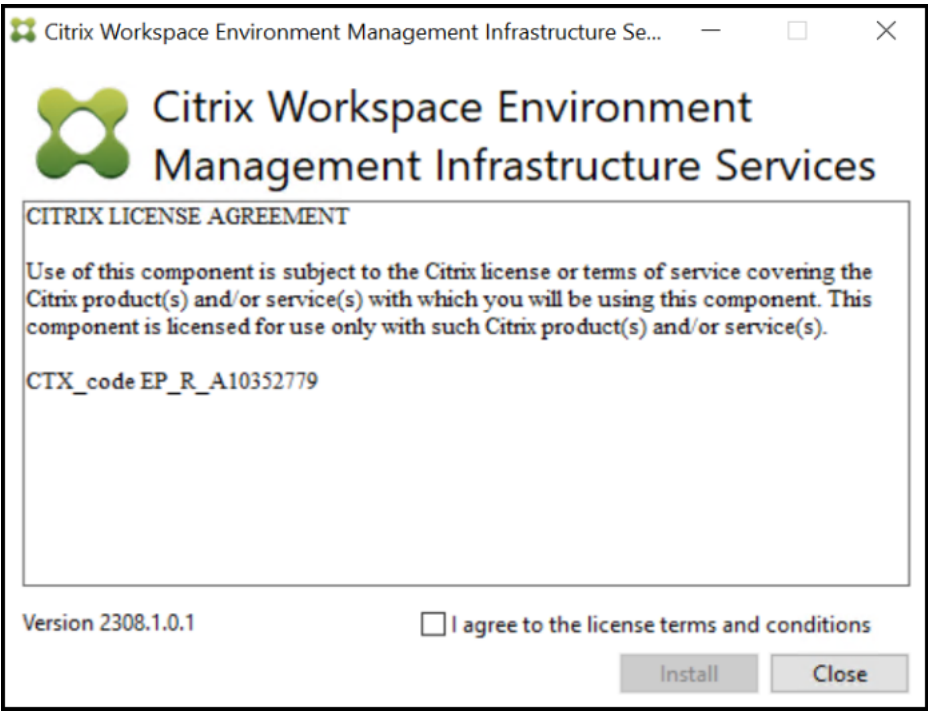 Citrix Workspace Environment Management Infrastructure Se...
Citrix Workspace Environment
Management Infrastructure Services
CITRIX LICENSE AGREEMENT
Use of this component is subject to the Citrix license or terms of service covering the
Citrix product(s) and/or service(s) with which you will be using this component. This
component is licensed for use only with such Citrix product(s) and/or service(s).
CTX_code EP_R_A10352779
Version 2308.1.0.1
I agree to the license terms and conditions
Install
Close